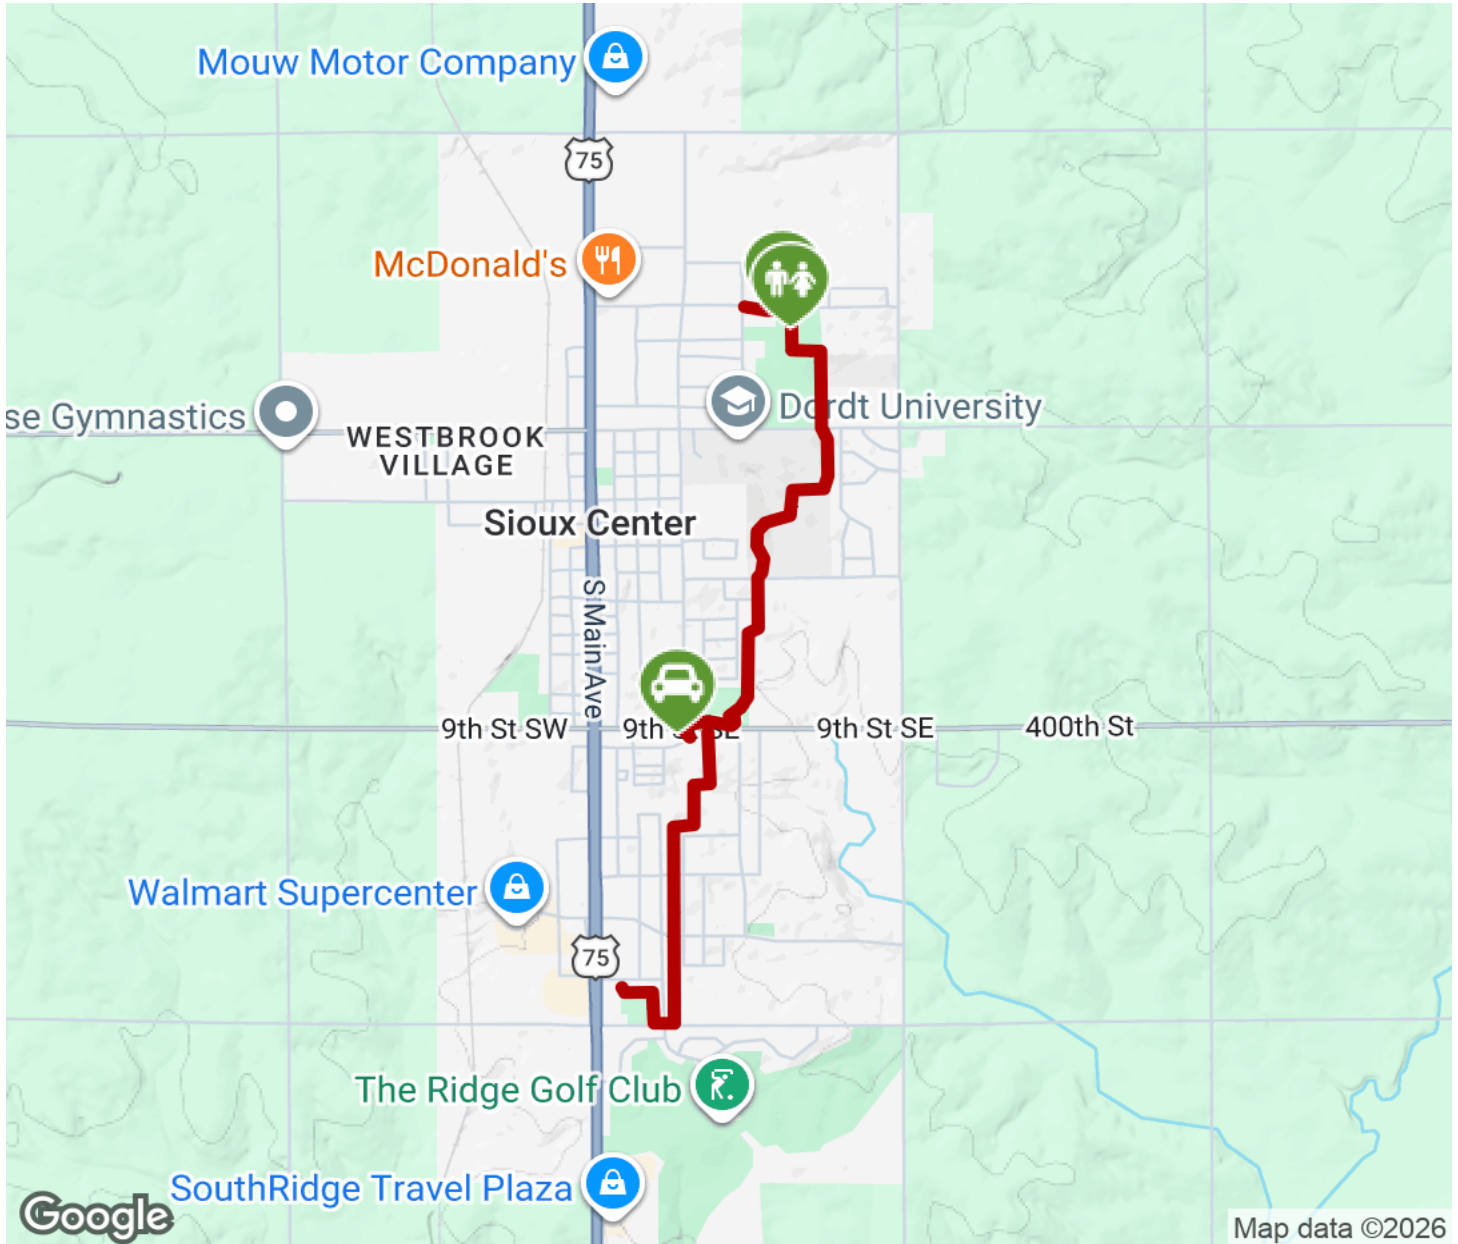 Mouw Motor Company
75
McDonald's
se Gymnastics
Dordt University
WESTBROOK
VILLAGE
Sioux Center
S Main Ave
9th St SW
9th St SE
9th St SE
400th St
Walmart Supercenter
75
The Ridge Golf Club
SouthRidge Travel Plaza
Google
Map data ©2026